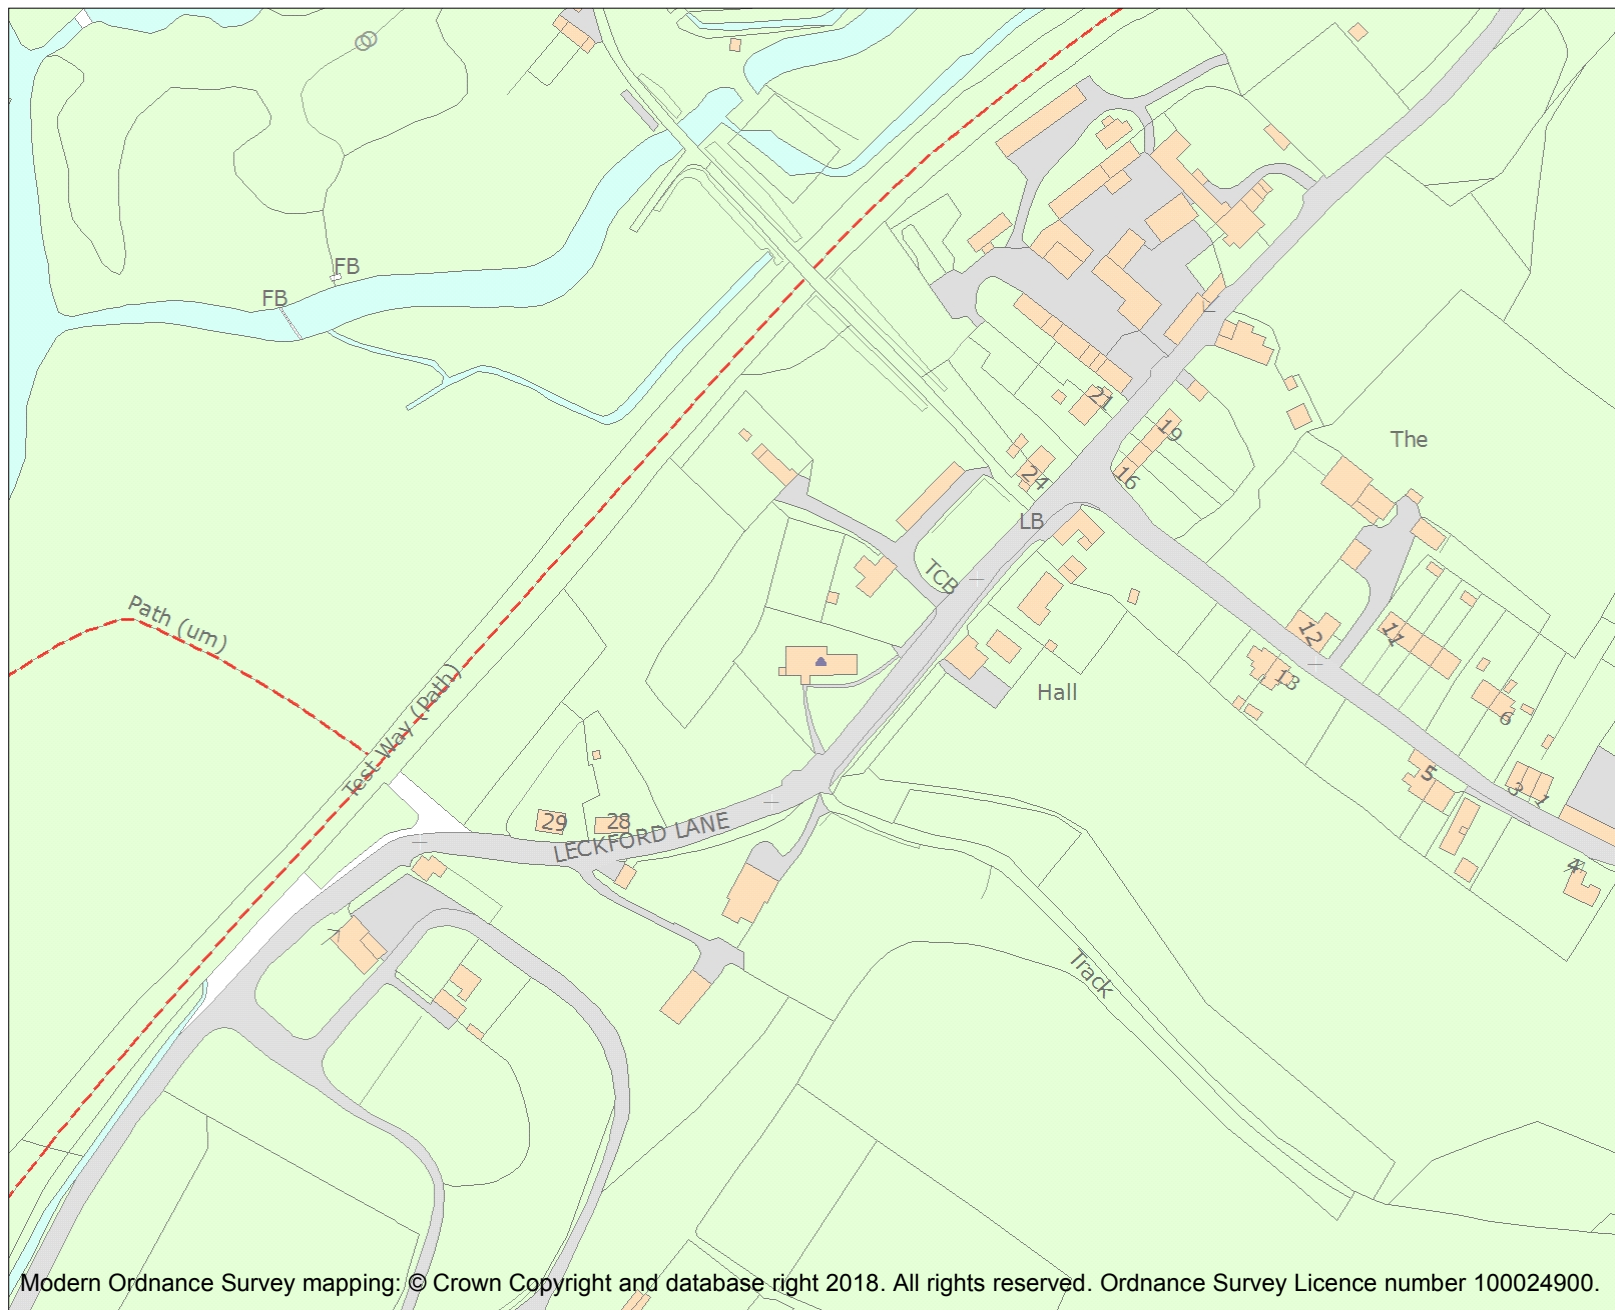 FB
FB
21
19
The
24
16
LB
TCB
Path (um)
12
11
13
Hall
Test Way (Path)
6
5
3
1
29
28
LECKFORD LANE
4
7
Track
Modern Ordnance Survey mapping: © Crown Copyright and database right 2018. All rights reserved. Ordnance Survey Licence number 100024900.